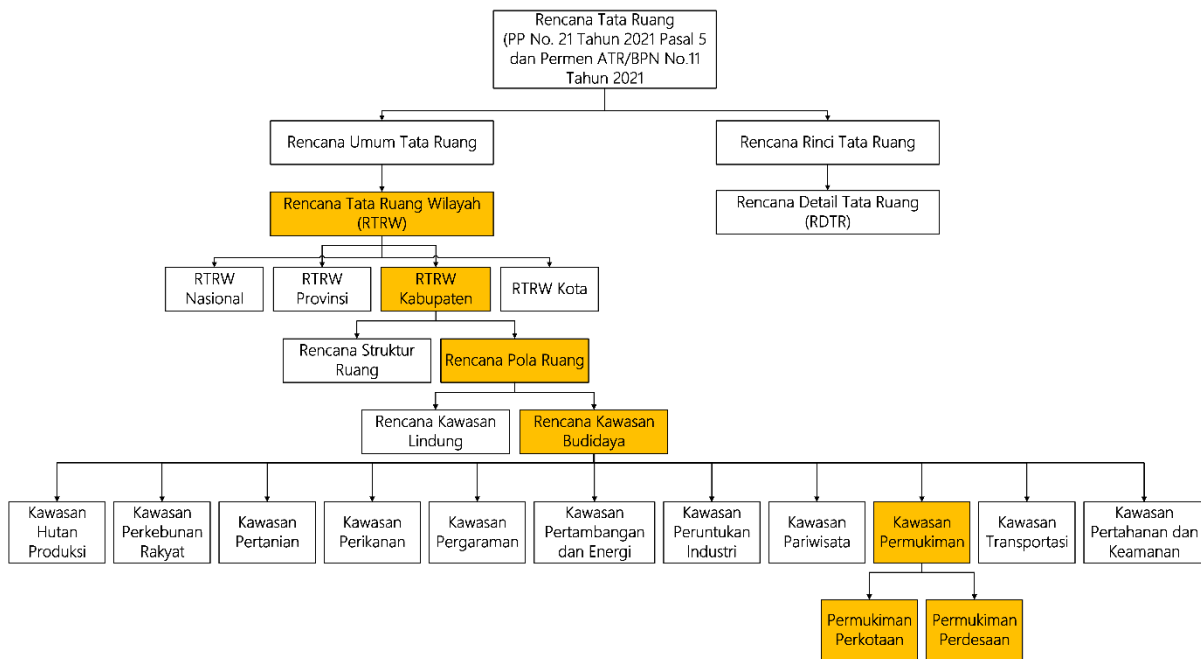 Rencana Tata Ruang
(PP No. 21 Tahun 2021 Pasal 5
dan Permen ATR/BPN No.11
Tahun 2021
Rencana Umum Tata Ruang
Rencana Rinci Tata Ruang
Rencana Tata Ruang Wilayah
(RTRW)
Rencana Detail Tata Ruang
(RDTR)
RTRW
Nasional
RTRW
Provinsi
RTRW
Kabupaten
RTRW Kota
Rencana Struktur
Ruang
Rencana Pola Ruang
Rencana Kawasan
Lindung
Rencana Kawasan
Budidaya
Kawasan
Hutan
Produksi
Kawasan
Perkebunan
Rakyat
Kawasan
Pertanian
Kawasan
Perikanan
Kawasan
Pergaraman
Kawasan
Pertambangan
dan Energi
Kawasan
Peruntukan
Industri
Kawasan
Pariwisata
Kawasan
Permukiman
Kawasan
Transportasi
Kawasan
Pertahanan dan
Keamanan
Permukiman
Perkotaan
Permukiman
Perdesaan